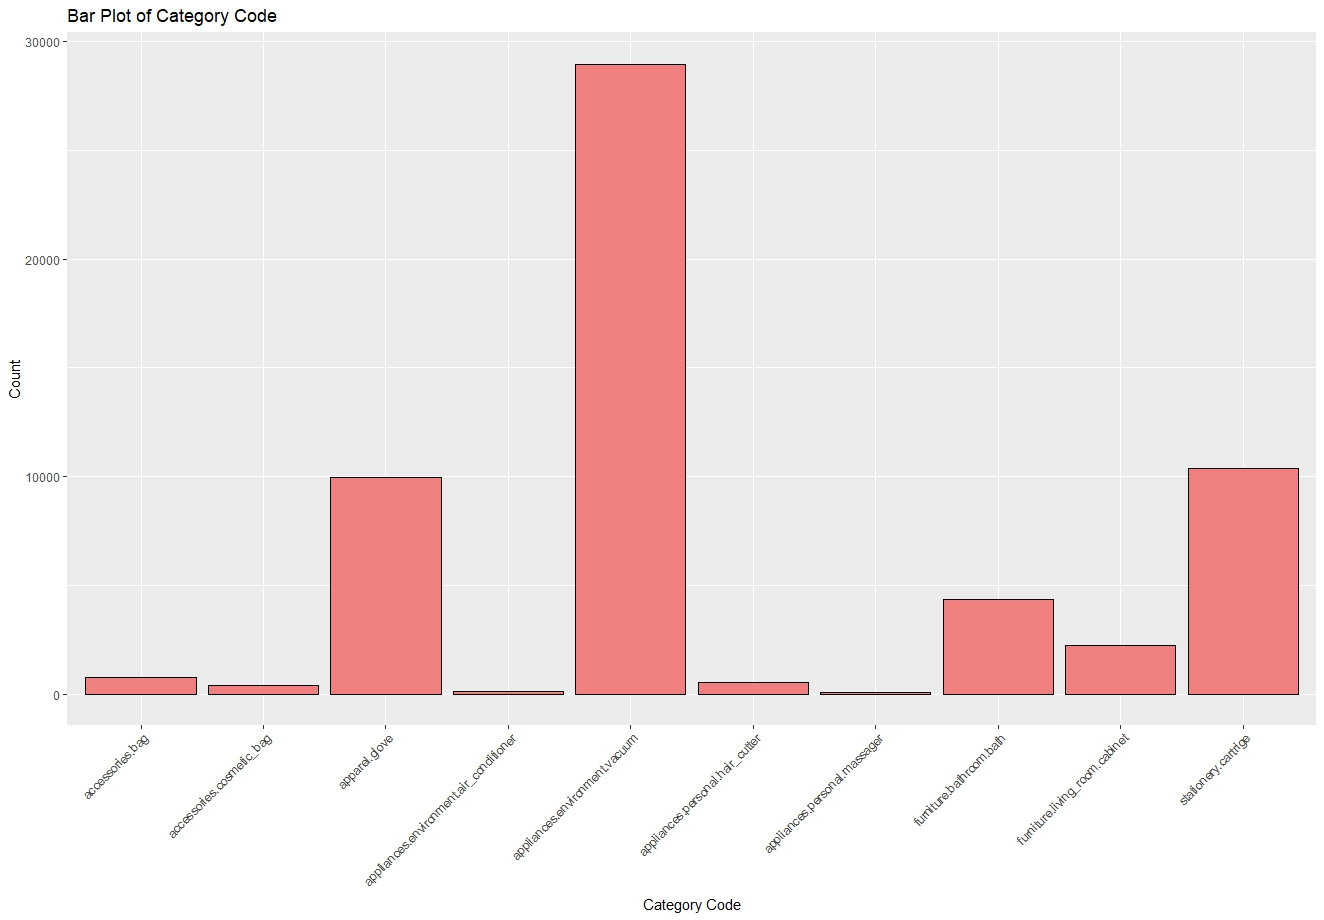 Bar Plot of Category Code
30000
20000
10000
0
Count
accessories.bag
accessories.cosmetic_bag
apparel.glove
appliances.environment.air_conditioner
appliances.environment.vacuum
appliances.personal.hair_cutter
appliances.personal.massager
furniture.bathroom.bath
furniture.living_room.cabinet
stationery.cartrige
Category Code